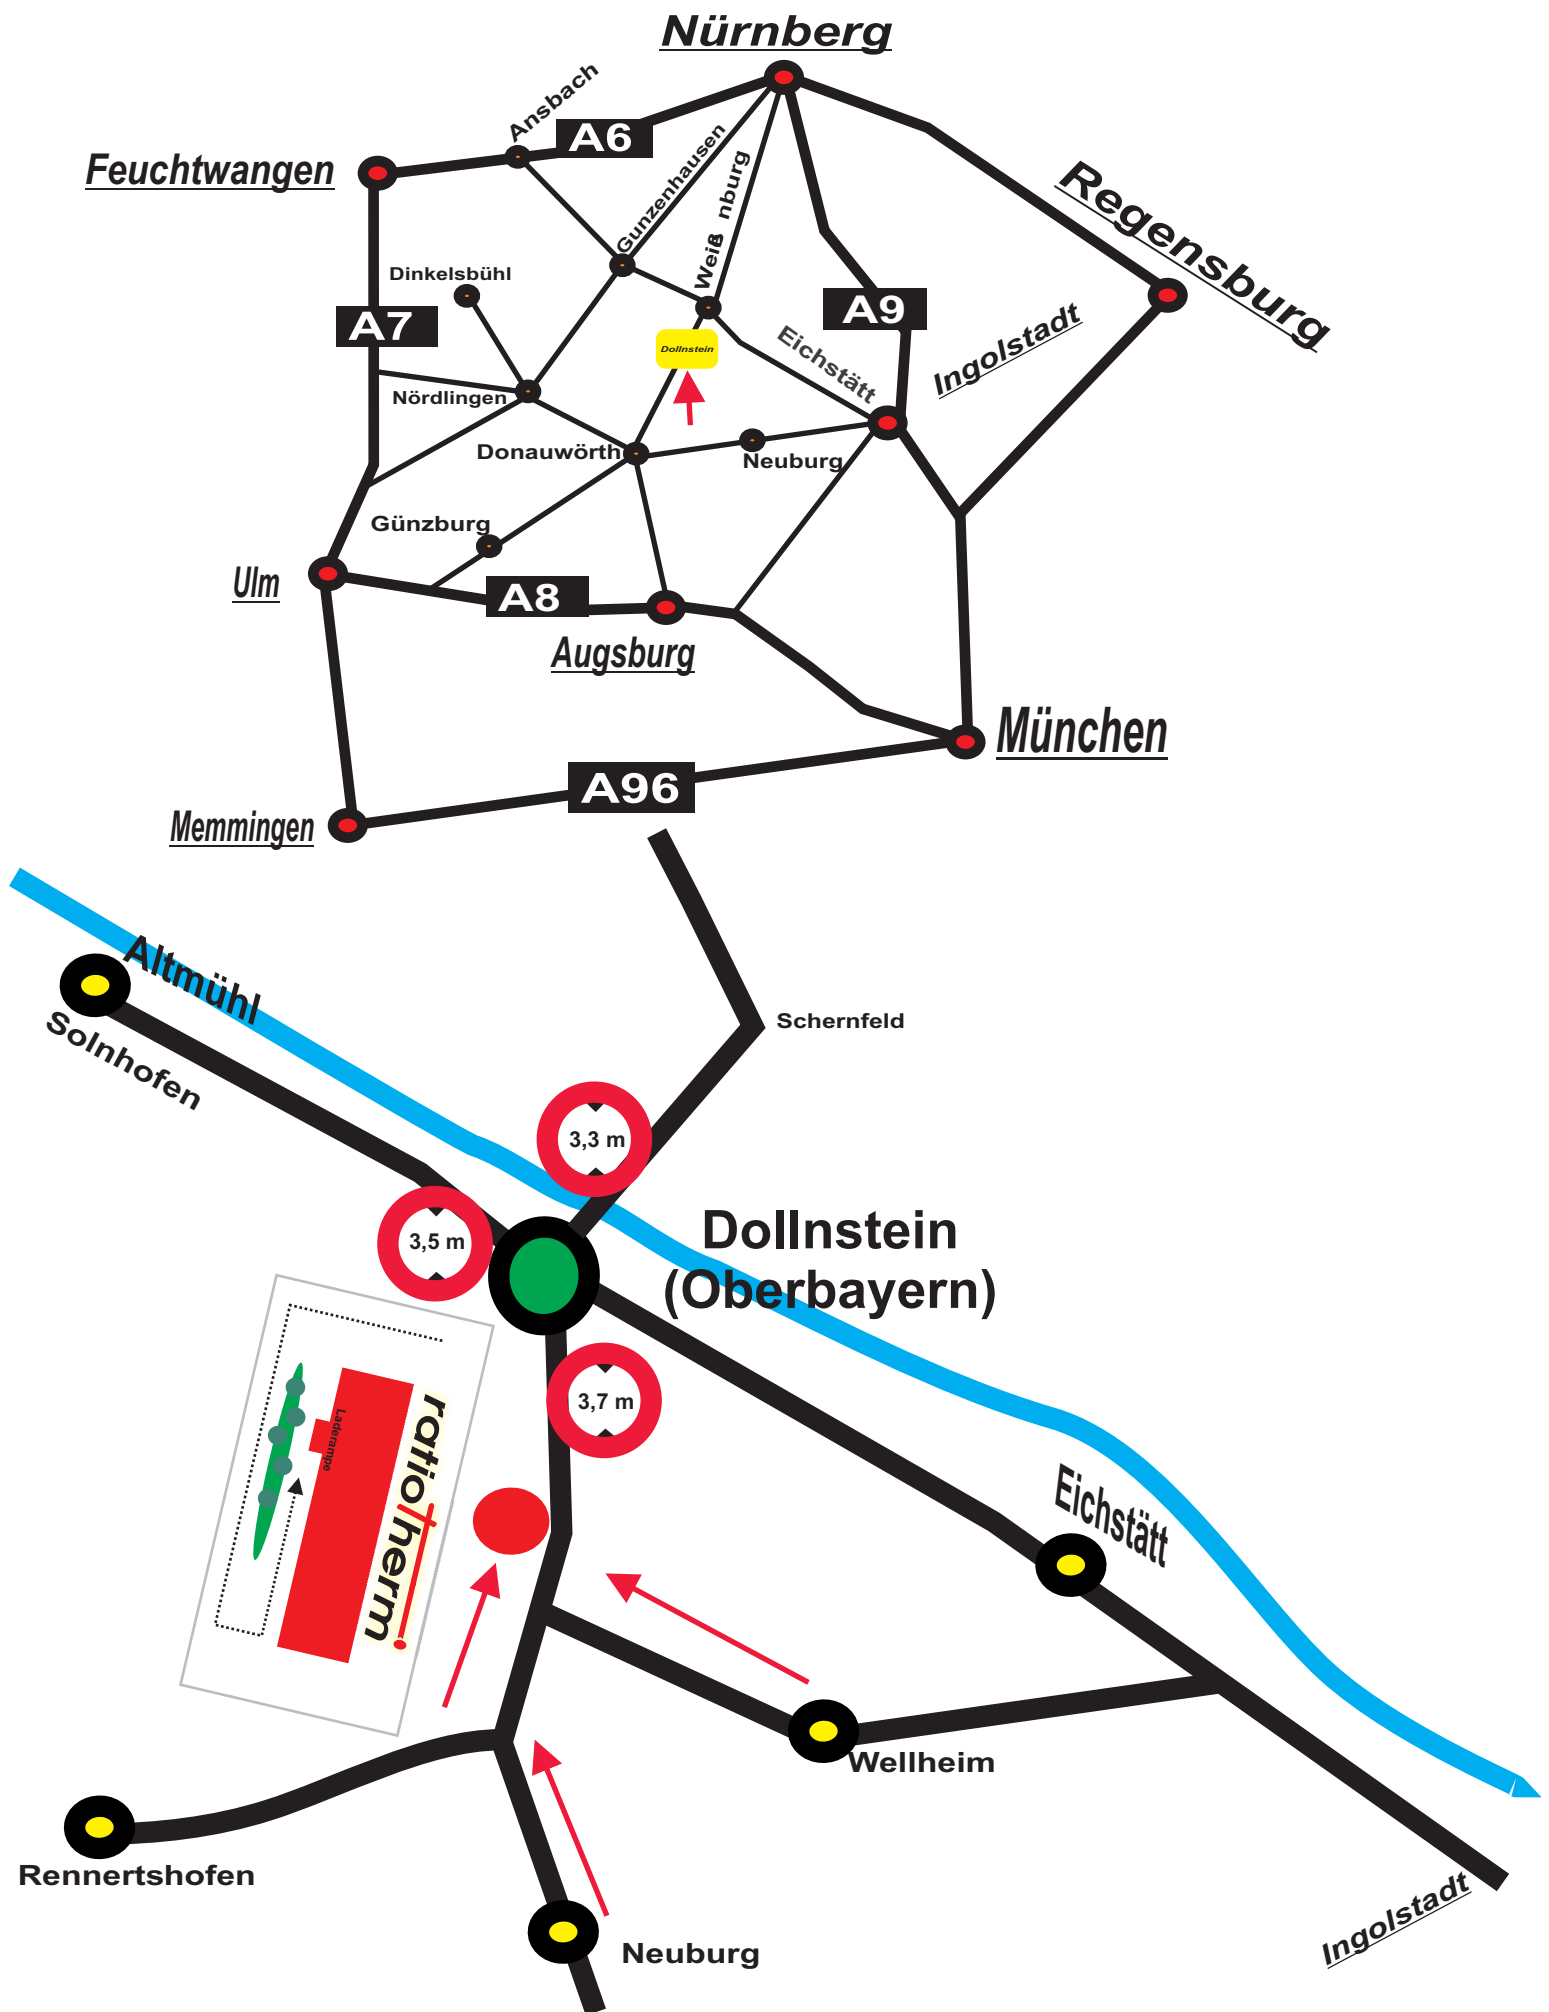 Nürnberg
Ansbach
A6
Feuchtwangen
Gunzenhausen
Weiß nburg
Regensburg
Dinkelsbühl
A7
A9
Ingolstadt
Dollnstein
Eichstätt
Nördlingen
Donauwörth
Neuburg
Günzburg
Ulm
A8
Augsburg
München
A96
Memmingen
Altmühl
Solnhofen
Schernfeld
3,3 m
3,5 m
Dollnstein
(Oberbayern)
3,7 m
Laderampe
ratiotherm
Eichstätt
Wellheim
Rennertshofen
Neuburg
Ingolstadt